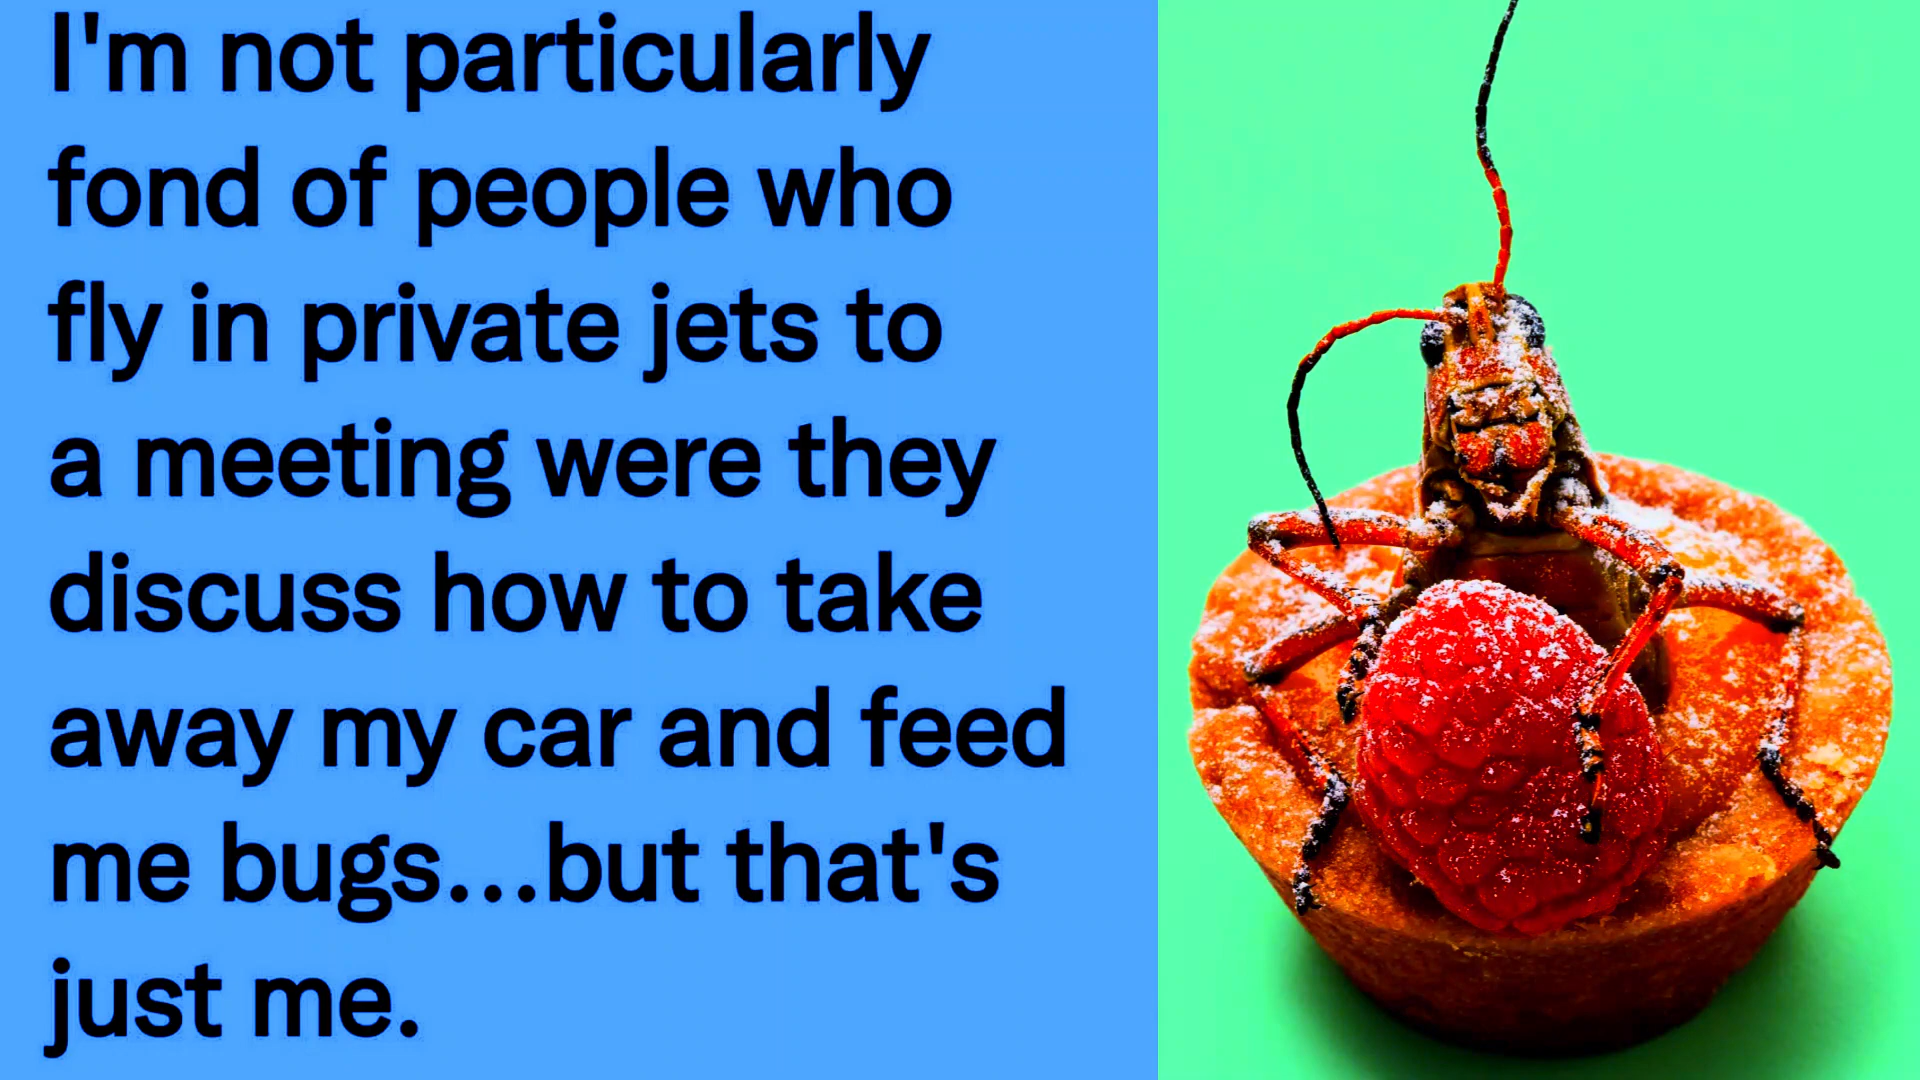 I'm not particularly
fond of people who
fly in private jets to
a meeting were they
discuss how to take
away my car and feed
me bugs...but that's
just me.